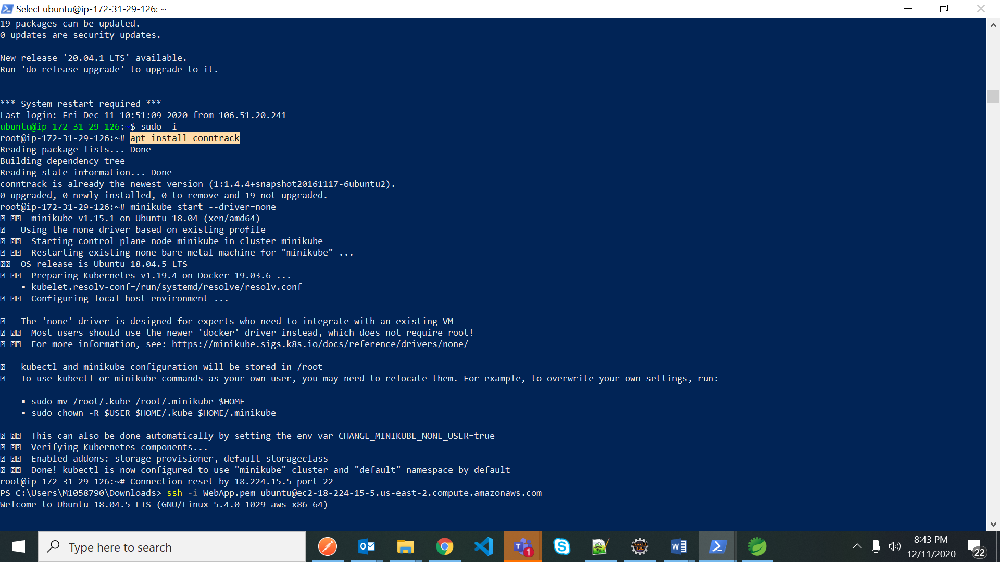 Select ubuntu@ip-172-31-29-126: ~
19 packages can be updated.
0 updates are security updates.
New release '20.04.1 LTS' available.
Run 'do-release-upgrade' to upgrade to it.
*** System restart required ***
Last login: Fri Dec 11 10:51:09 2020 from 106.51.20.241
ubuntu@ip-172-31-29-126:~$ sudo -i
root@ip-172-31-29-126:~# apt install conntrack
Reading package lists... Done
Building dependency tree
Reading state information... Done
conntrack is already the newest version (1:1.4.4+snapshot20161117-6ubuntu2).
0 upgraded, 0 newly installed, 0 to remove and 19 not upgraded.
root@ip-172-31-29-126:~# minikube start --driver=none
minikube v1.15.1 on Ubuntu 18.04 (xen/amd64)
Using the none driver based on existing profile
Starting control plane node minikube in cluster minikube
Restarting existing none bare metal machine for "minikube" ...
OS release is Ubuntu 18.04.5 LTS
Preparing Kubernetes v1.19.4 on Docker 19.03.6 ...
▪ kubelet.resolv-conf=/run/systemd/resolve/resolv.conf
Configuring local host environment ...
The 'none' driver is designed for experts who need to integrate with an existing VM
Most users should use the newer 'docker' driver instead, which does not require root!
For more information, see: https://minikube.sigs.k8s.io/docs/reference/drivers/none/
kubectl and minikube configuration will be stored in /root
To use kubectl or minikube commands as your own user, you may need to relocate them. For example, to overwrite your own settings, run:
▪ sudo mv /root/.kube /root/.minikube $HOME
▪ sudo chown -R $USER $HOME/.kube $HOME/.minikube
This can also be done automatically by setting the env var CHANGE_MINIKUBE_NONE_USER=true
Verifying Kubernetes components...
Enabled addons: storage-provisioner, default-storageclass
Done! kubectl is now configured to use "minikube" cluster and "default" namespace by default
root@ip-172-31-29-126:~# Connection reset by 18.224.15.5 port 22
PS C:\Users\M1058790\Downloads> ssh -i WebApp.pem ubuntu@ec2-18-224-15-5.us-east-2.compute.amazonaws.com
Welcome to Ubuntu 18.04.5 LTS (GNU/Linux 5.4.0-1029-aws x86_64)
Type here to search
1
8:43 PM
12/11/2020
22